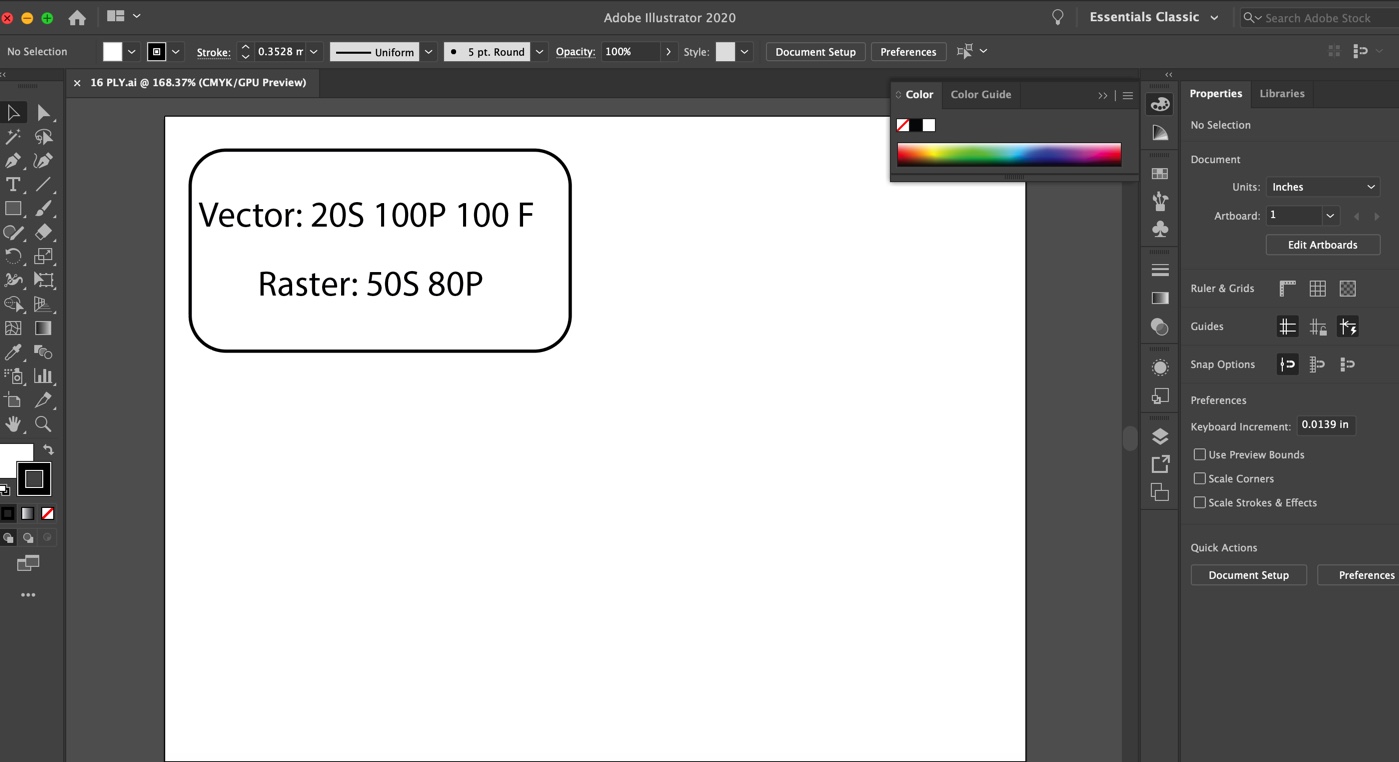 Adobe Illustrator 2020
Essentials Classic
Search Adobe Stock
No Selection
Stroke:
0.3528 m
Uniform
5 pt. Round
Opacity:
100%
Style:
Document Setup
Preferences
16 PLY.ai @ 168.37% (CMYK/GPU Preview)
Color
Color Guide
Vector: 20S 100P 100 F
Raster: 50S 80P
Properties
Libraries
No Selection
Document
Units:
Inches
Artboard:
1
Edit Artboards
Ruler & Grids
Guides
Snap Options
Preferences
Keyboard Increment:
0.0139 in
Use Preview Bounds
Scale Corners
Scale Strokes & Effects
Quick Actions
Document Setup
Preferences